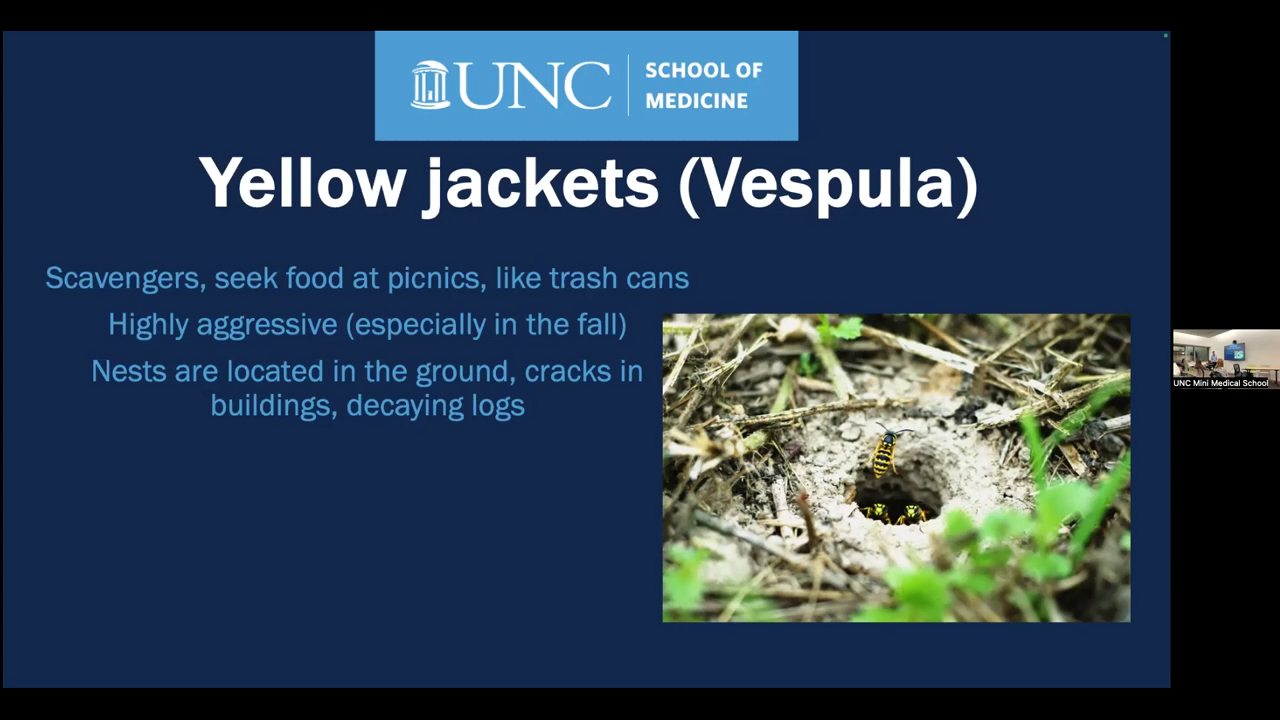 UNC
SCHOOL OF
MEDICINE
Yellow jackets (Vespula)
Scavengers, seek food at picnics, like trash cans
Highly aggressive (especially in the fall)
Nests are located in the ground, cracks in
buildings, decaying logs
UNC Mini Medical School